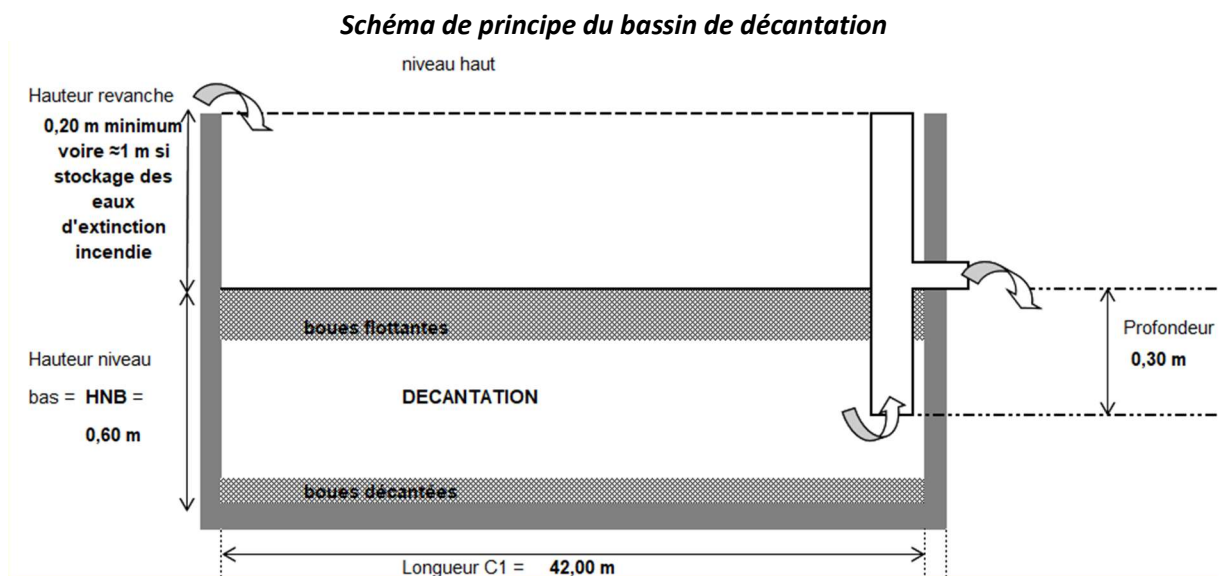 Schéma de principe du bassin de décantation
niveau haut
Hauteur revanche
0,20 m minimum
voire ≈1 m si
stockage des
eaux
d'extinction
incendie
boues flottantes
Profondeur
0,30 m
Hauteur niveau
bas = HNB =
0,60 m
DECANTATION
boues décantées
Longueur C1 = 42,00 m